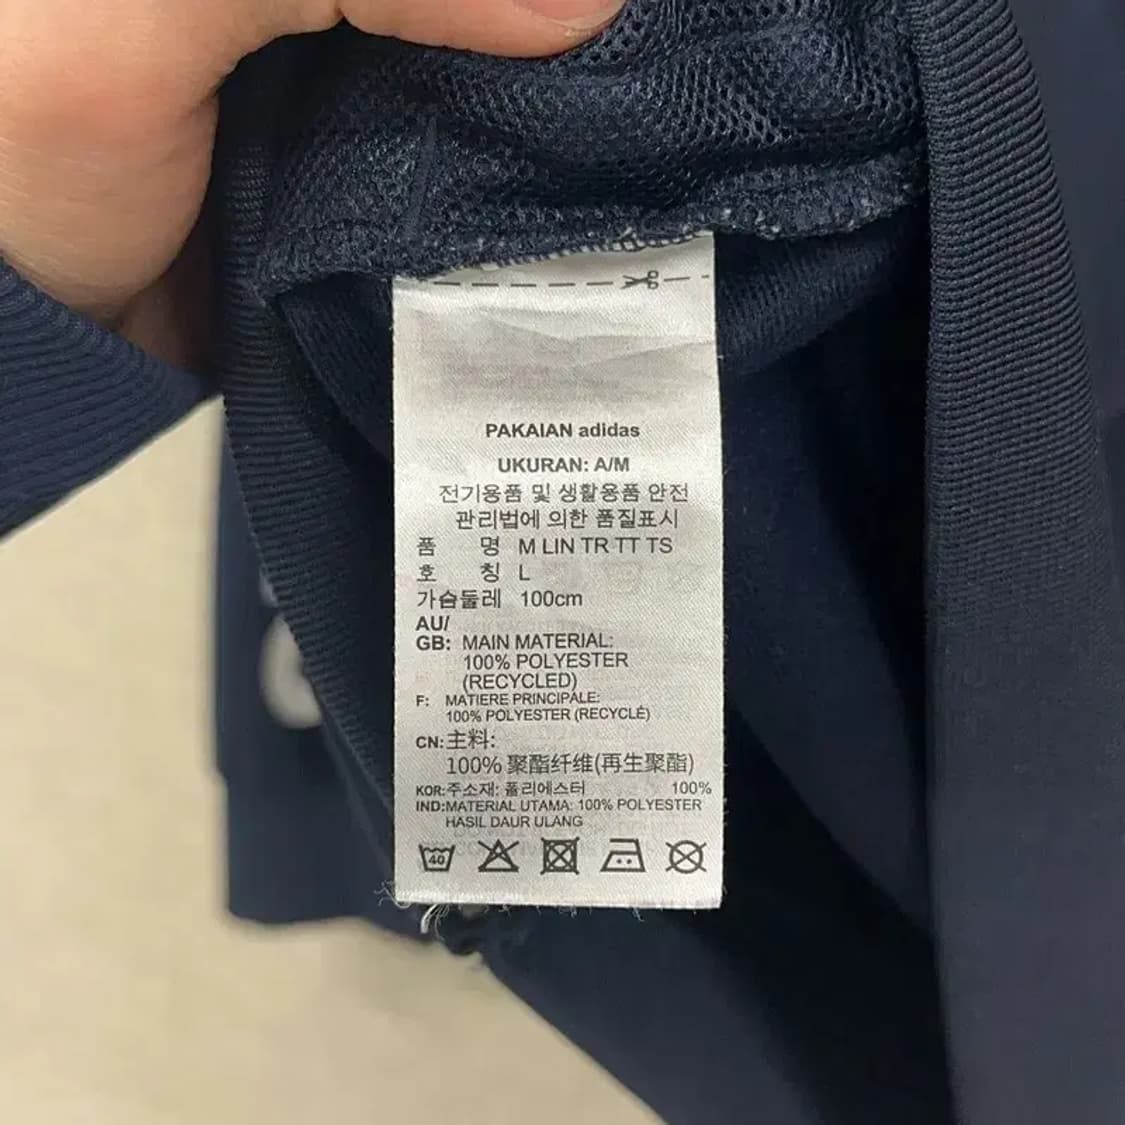 PAKAIAN adidas
UKURAN: A/M
전기용품 및 생활용품 안전
관리법에 의한 품질표시
품 명 M LIN TR TT TS
호 칭 L
가슴둘레 100cm
AU/
GB: MAIN MATERIAL:
100% POLYESTER
(RECYCLED)
F: MATIERE PRINCIPALE:
100% POLYESTER (RECYCLÉ)
CN:主料:
100% 聚酯纤维(再生聚酯)
KOR:주소재: 폴리에스터 100%
IND:MATERIAL UTAMA: 100% POLYESTER
HASIL DAUR ULANG
40